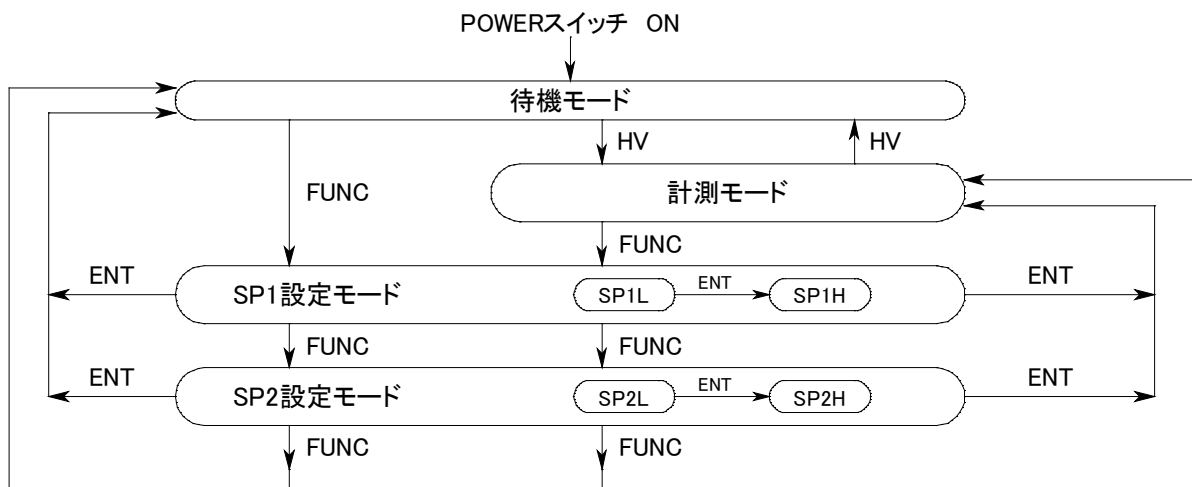 POWERスイッチ ON
待機モード
HV
HV
計測モード
FUNC
FUNC
ENT
SP1設定モード
SP1L
ENT
SP1H
ENT
FUNC
FUNC
ENT
SP2設定モード
SP2L
ENT
SP2H
ENT
FUNC
FUNC